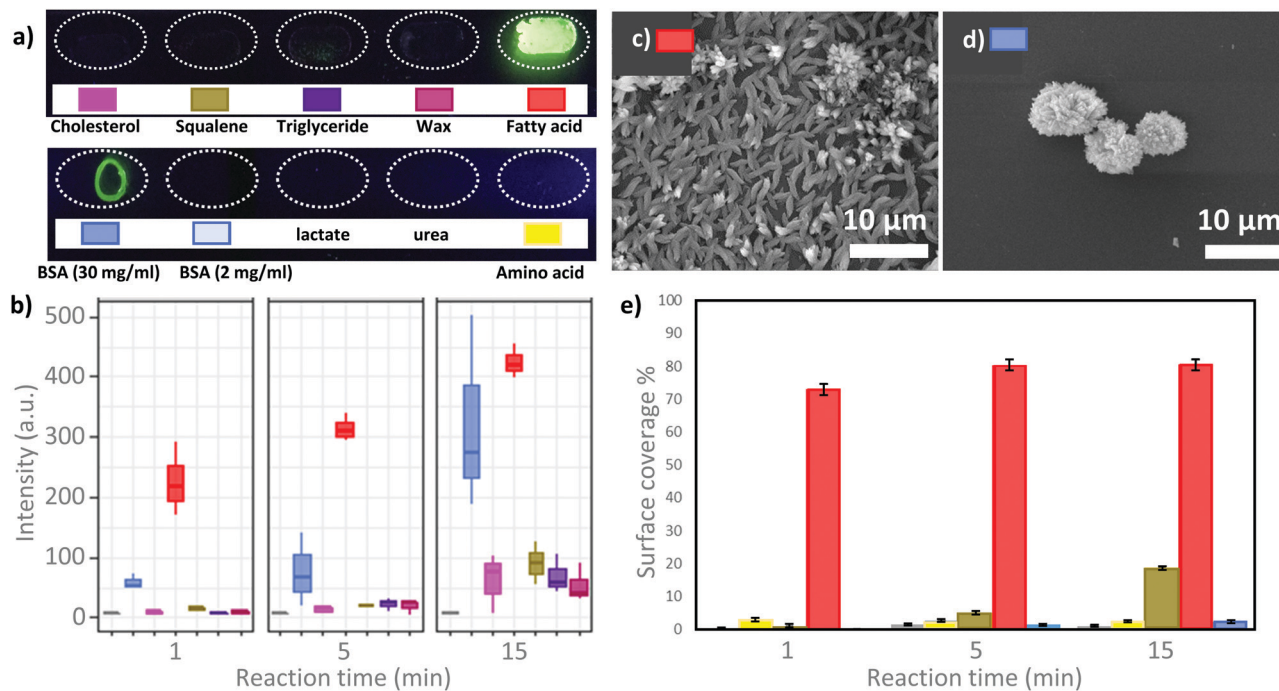 a)
Cholesterol Squalene Triglyceride Wax Fatty acid
lactate urea
BSA (30 mg/ml) BSA (2 mg/ml) Amino acid
c)
10 µm
d)
10 µm
b)
Intensity (a.u.)
500
400
300
200
100
0
1 5 15
Reaction time (min)
e)
Surface coverage %
100
90
80
70
60
50
40
30
20
10
0
1 5 15
Reaction time (min)